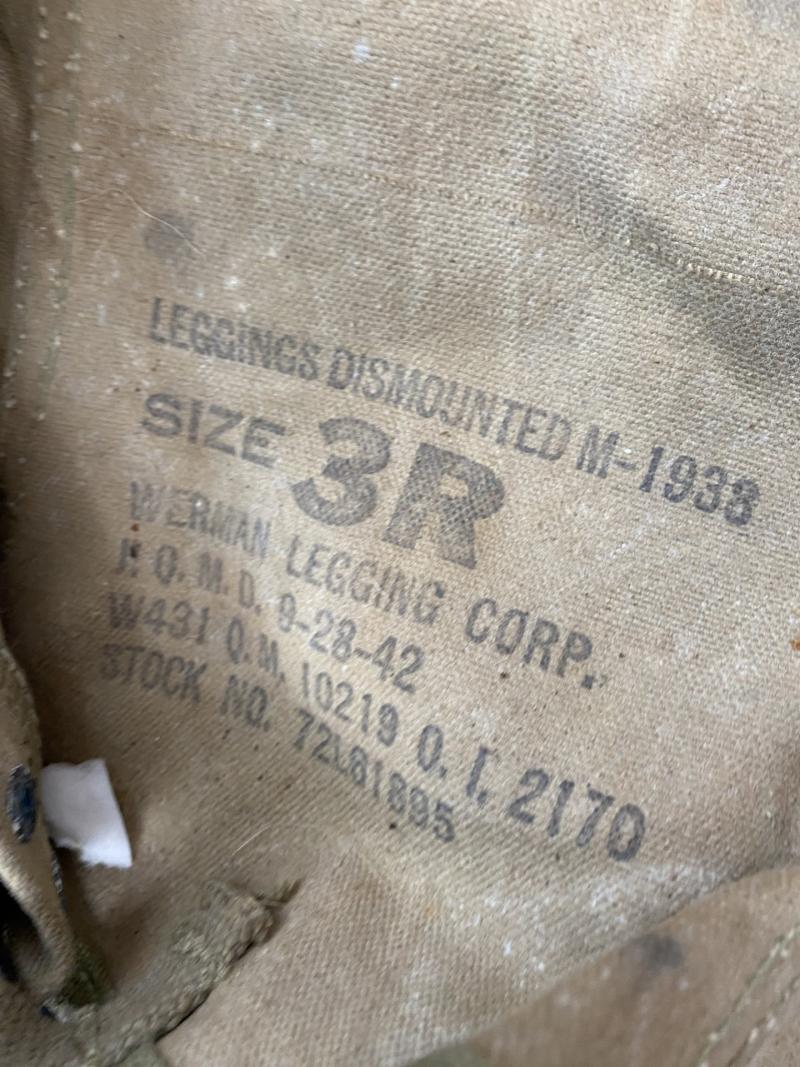 LEGGINGS DISMOUNTED M-1938
SIZE 3R
WERMAN LEGGING CORP.
P. Q. M. D. 9-28-42
W431 Q.M. 10219 O. I. 2170
STOCK NO. 72L61895